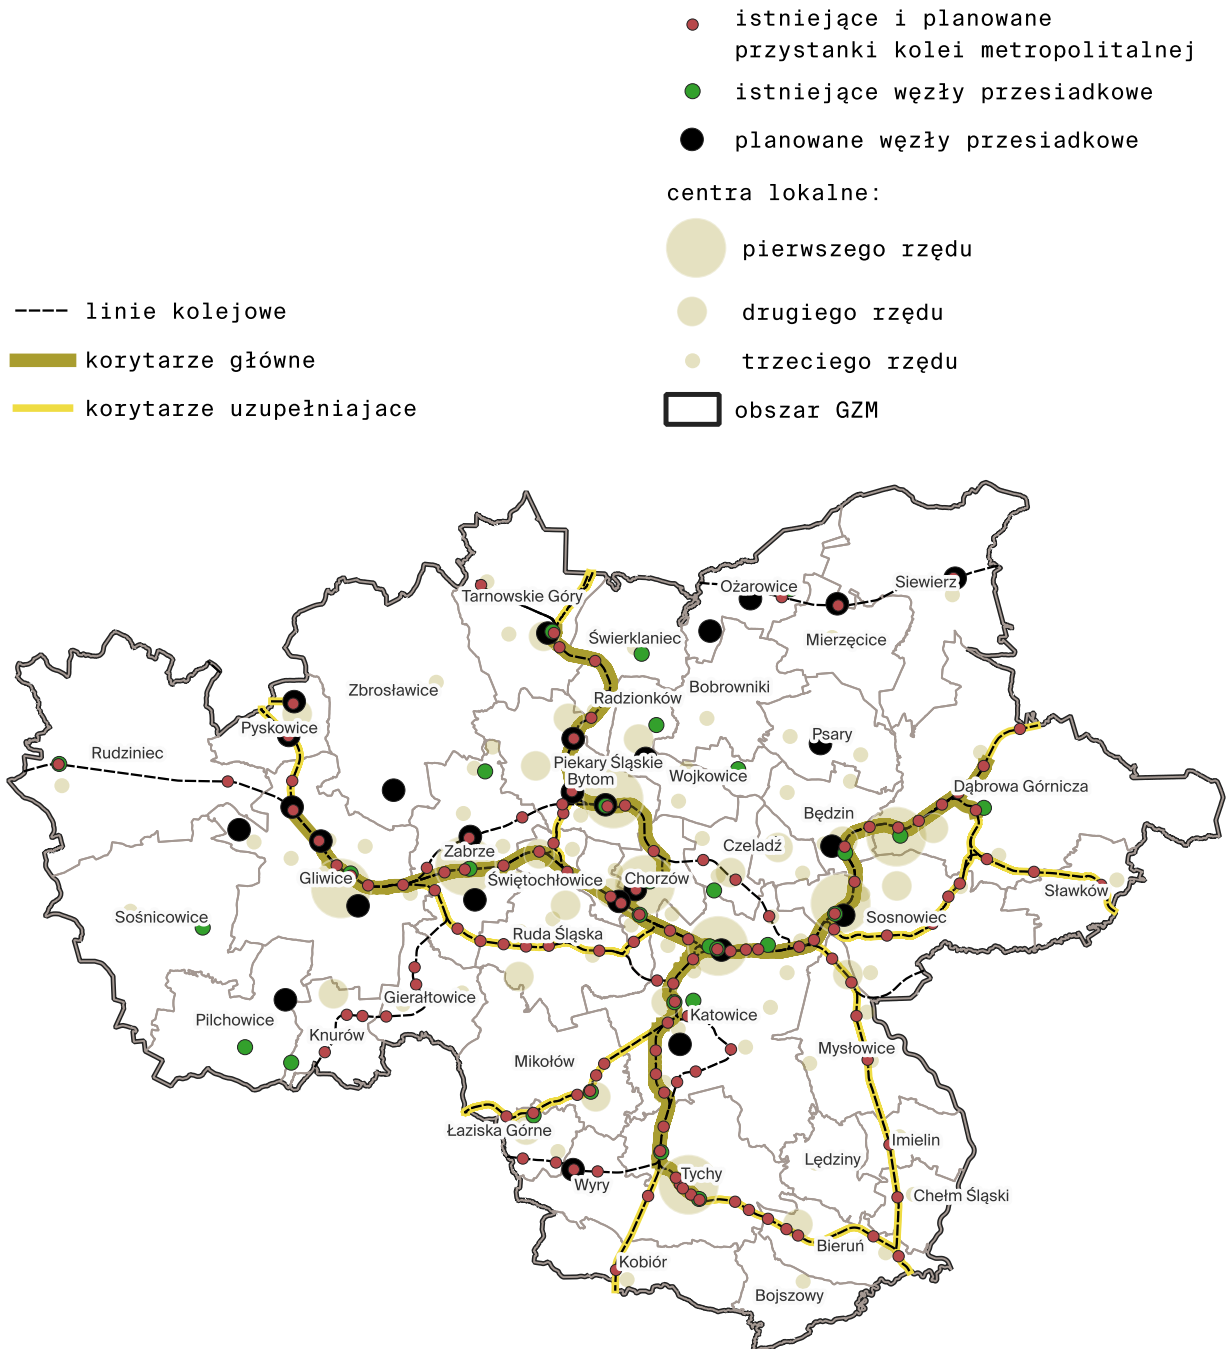 istniejące i planowane
przystanki kolei metropolitalnej
istniejące węzły przesiadkowe
planowane węzły przesiadkowe
centra lokalne:
pierwszego rzędu
drugiego rzędu
trzeciego rzędu
obszar GZM
linie kolejowe
korytarze główne
korytarze uzupełniajace
Tarnowskie Góry
Ożarowice
Siewierz
Świerklaniec
Mierzęcice
Zbrosławice
Radzionków
Bobrowniki
Pyskowice
Rudziniec
Psary
Piekary Śląskie
Bytom
Wojkowice
Dąbrowa Górnicza
Będzin
Zabrze
Czeladź
Gliwice
Świętochłowice
Chorzów
Sławków
Sośnicowice
Ruda Śląska
Sosnowiec
Gierałtowice
Katowice
Pilchowice
Knurów
Mikołów
Mysłowice
Łaziska Górne
Imielin
Lędziny
Wyry
Tychy
Chełm Śląski
Bieruń
Kobiór
Bojszowy